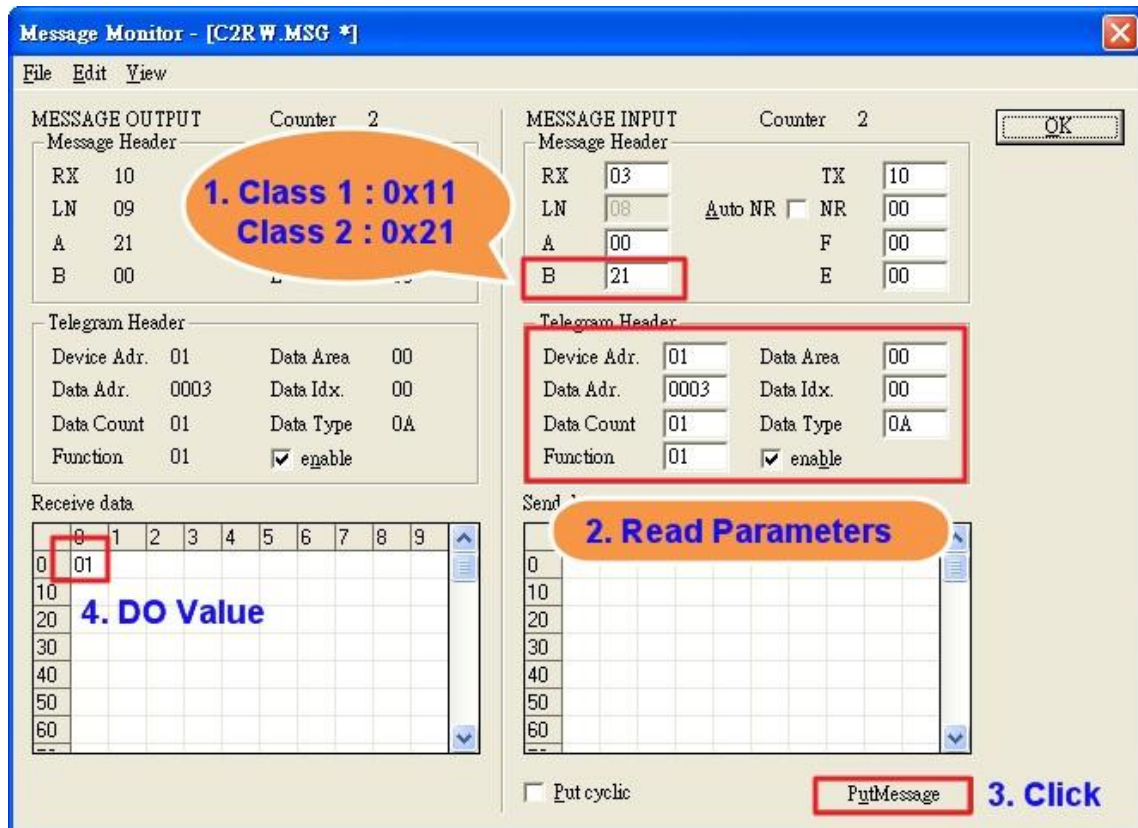 Message Monitor - [C2RW.MSG *]
File Edit View
MESSAGE OUTPUT Counter 2
Message Header
RX 10
LN 09
A 21
B 00
1. Class 1 : 0x11
Class 2 : 0x21
Telegram Header
Device Adr. 01 Data Area 00
Data Adr. 0003 Data Idx. 00
Data Count 01 Data Type 0A
Function 01 enable
Receive data
0 1 2 3 4 5 6 7 8 9
0 01
10
20
30
40
50
60
4. DO Value
MESSAGE INPUT Counter 2
Message Header
RX 03 TX 10
LN 08 Auto NR NR 00
A 00 F 00
B 21 E 00
Telegram Header
Device Adr. 01 Data Area 00
Data Adr. 0003 Data Idx. 00
Data Count 01 Data Type 0A
Function 01 enable
Send
2. Read Parameters
0
10
20
30
40
50
60
Put cyclic
PutMessage
3. Click
OK